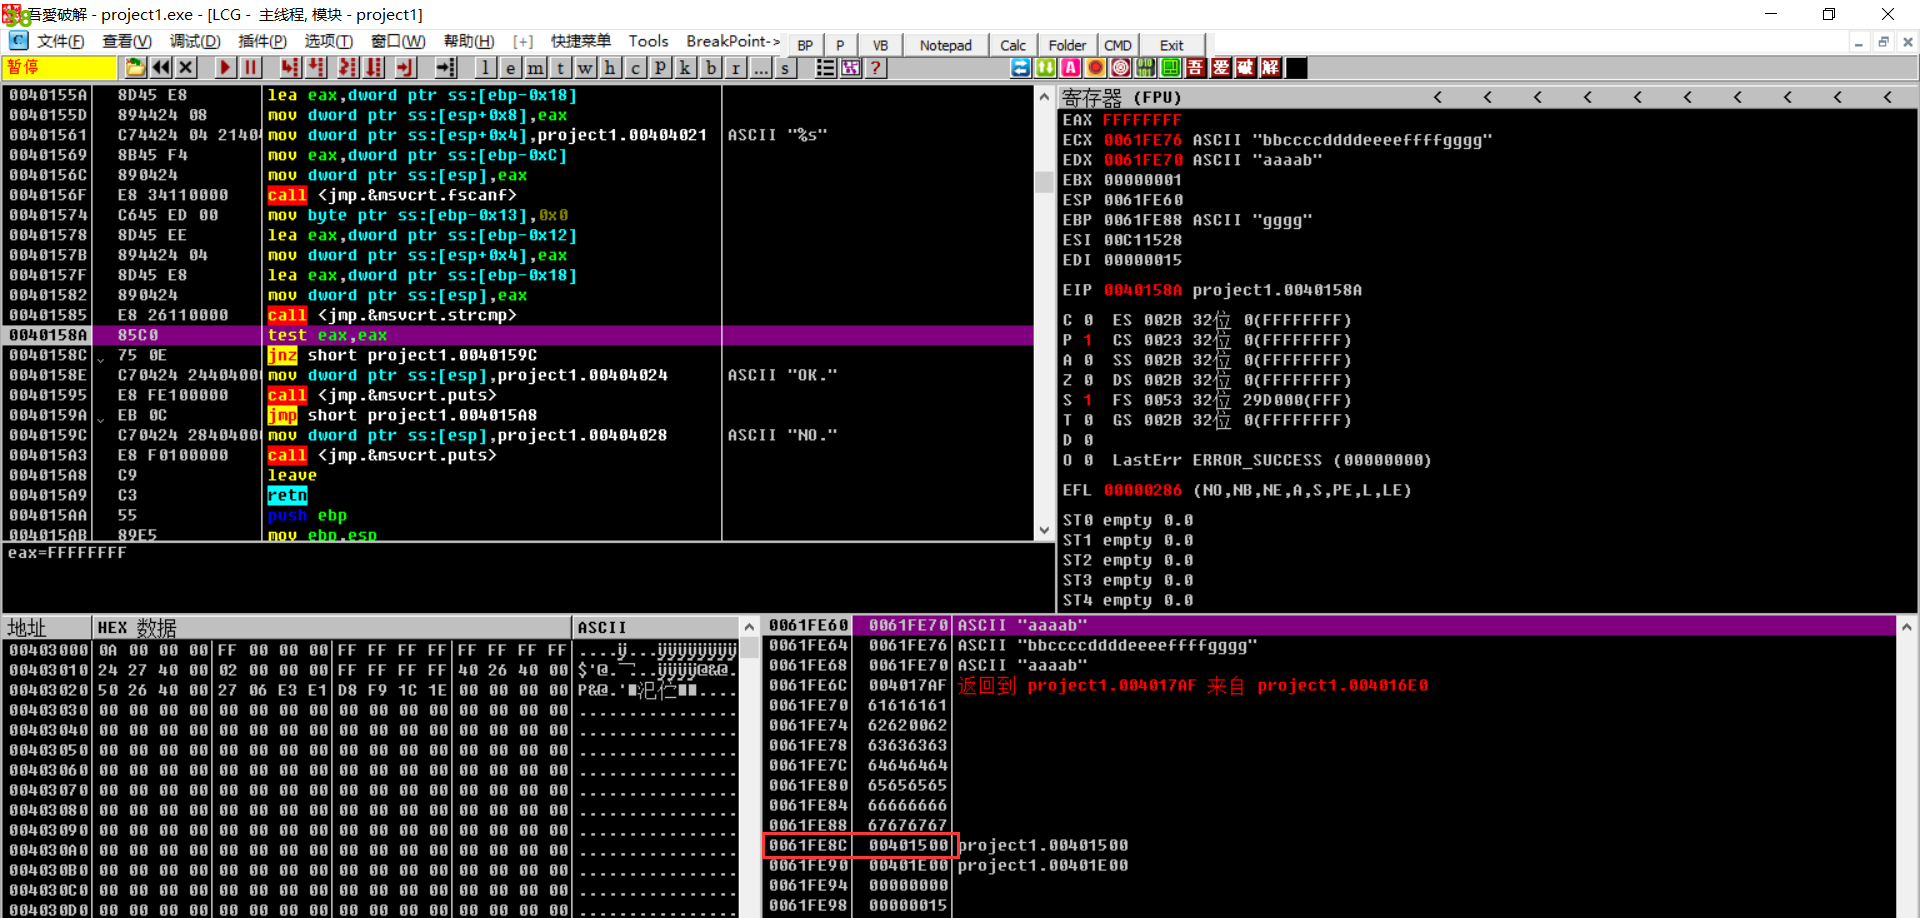 吾愛破解 - project1.exe - [LCG - 主线程, 模块 - project1]
文件(F) 查看(V) 调试(D) 插件(P) 选项(T) 窗口(W) 帮助(H) [+] 快捷菜单 Tools BreakPoint-> BP P VB Notepad Calc Folder CMD Exit
暂停 l e m t w h c p k b r ... s ? 吾 爱 破 解
0040155A 8D45 E8 lea eax,dword ptr ss:[ebp-0x18]
0040155D 894424 08 mov dword ptr ss:[esp+0x8],eax
00401561 C74424 04 2140 mov dword ptr ss:[esp+0x4],project1.00404021 ASCII "%s"
00401569 8B45 F4 mov eax,dword ptr ss:[ebp-0xC]
0040156C 890424 mov dword ptr ss:[esp],eax
0040156F E8 34110000 call <jmp.&msvcrt.fscanf>
00401574 C645 ED 00 mov byte ptr ss:[ebp-0x13],0x0
00401578 8D45 EE lea eax,dword ptr ss:[ebp-0x12]
0040157B 894424 04 mov dword ptr ss:[esp+0x4],eax
0040157F 8D45 E8 lea eax,dword ptr ss:[ebp-0x18]
00401582 890424 mov dword ptr ss:[esp],eax
00401585 E8 26110000 call <jmp.&msvcrt.strcmp>
0040158A 85C0 test eax,eax
0040158C 75 0E jnz short project1.0040159C
0040158E C70424 24404000 mov dword ptr ss:[esp],project1.00404024 ASCII "OK."
00401595 E8 FE100000 call <jmp.&msvcrt.puts>
0040159A EB 0C jmp short project1.004015A8
0040159C C70424 28404000 mov dword ptr ss:[esp],project1.00404028 ASCII "NO."
004015A3 E8 F0100000 call <jmp.&msvcrt.puts>
004015A8 C9 leave
004015A9 C3 retn
004015AA 55 push ebp
004015AB 89E5 mov ebp,esp
eax=FFFFFFFF
寄存器 (FPU) < < < < < < < < < <
EAX FFFFFFFF
ECX 0061FE76 ASCII "bbccccddddeeeeffffgggg"
EDX 0061FE70 ASCII "aaaab"
EBX 00000001
ESP 0061FE60
EBP 0061FE88 ASCII "gggg"
ESI 00C11528
EDI 00000015
EIP 0040158A project1.0040158A
C 0 ES 002B 32位 0(FFFFFFFF)
P 1 CS 0023 32位 0(FFFFFFFF)
A 0 SS 002B 32位 0(FFFFFFFF)
Z 0 DS 002B 32位 0(FFFFFFFF)
S 1 FS 0053 32位 29D000(FFF)
T 0 GS 002B 32位 0(FFFFFFFF)
D 0
O 0 LastErr ERROR_SUCCESS (00000000)
EFL 00000286 (NO,NB,NE,A,S,PE,L,LE)
ST0 empty 0.0
ST1 empty 0.0
ST2 empty 0.0
ST3 empty 0.0
ST4 empty 0.0
地址 HEX 数据 ASCII
00403000 0A 00 00 00 FF 00 00 00 FF FF FF FF FF FF FF FF ....ÿ...ÿÿÿÿÿÿÿÿ
00403010 24 27 40 00 02 00 00 00 FF FF FF FF 40 26 40 00
00403020 50 26 40 00 27 06 E3 E1 D8 F9 1C 1E 00 00 00 00
00403030 00 00 00 00 00 00 00 00 00 00 00 00 00 00 00 00 ................
00403040 00 00 00 00 00 00 00 00 00 00 00 00 00 00 00 00 ................
00403050 00 00 00 00 00 00 00 00 00 00 00 00 00 00 00 00 ................
00403060 00 00 00 00 00 00 00 00 00 00 00 00 00 00 00 00 ................
00403070 00 00 00 00 00 00 00 00 00 00 00 00 00 00 00 00 ................
00403080 00 00 00 00 00 00 00 00 00 00 00 00 00 00 00 00 ................
00403090 00 00 00 00 00 00 00 00 00 00 00 00 00 00 00 00 ................
004030A0 00 00 00 00 00 00 00 00 00 00 00 00 00 00 00 00 ................
004030B0 00 00 00 00 00 00 00 00 00 00 00 00 00 00 00 00 ................
004030C0 00 00 00 00 00 00 00 00 00 00 00 00 00 00 00 00 ................
004030D0 00 00 00 00 00 00 00 00 00 00 00 00 00 00 00 00 ................
0061FE60 0061FE70 ASCII "aaaab"
0061FE64 0061FE76 ASCII "bbccccddddeeeeffffgggg"
0061FE68 0061FE70 ASCII "aaaab"
0061FE6C 004017AF 返回到 project1.004017AF 来自 project1.004016E0
0061FE70 61616161
0061FE74 62620062
0061FE78 63636363
0061FE7C 64646464
0061FE80 65656565
0061FE84 66666666
0061FE88 67676767
0061FE8C 00401500 project1.00401500
0061FE90 00401E00 project1.00401E00
0061FE94 00000000
0061FE98 00000015